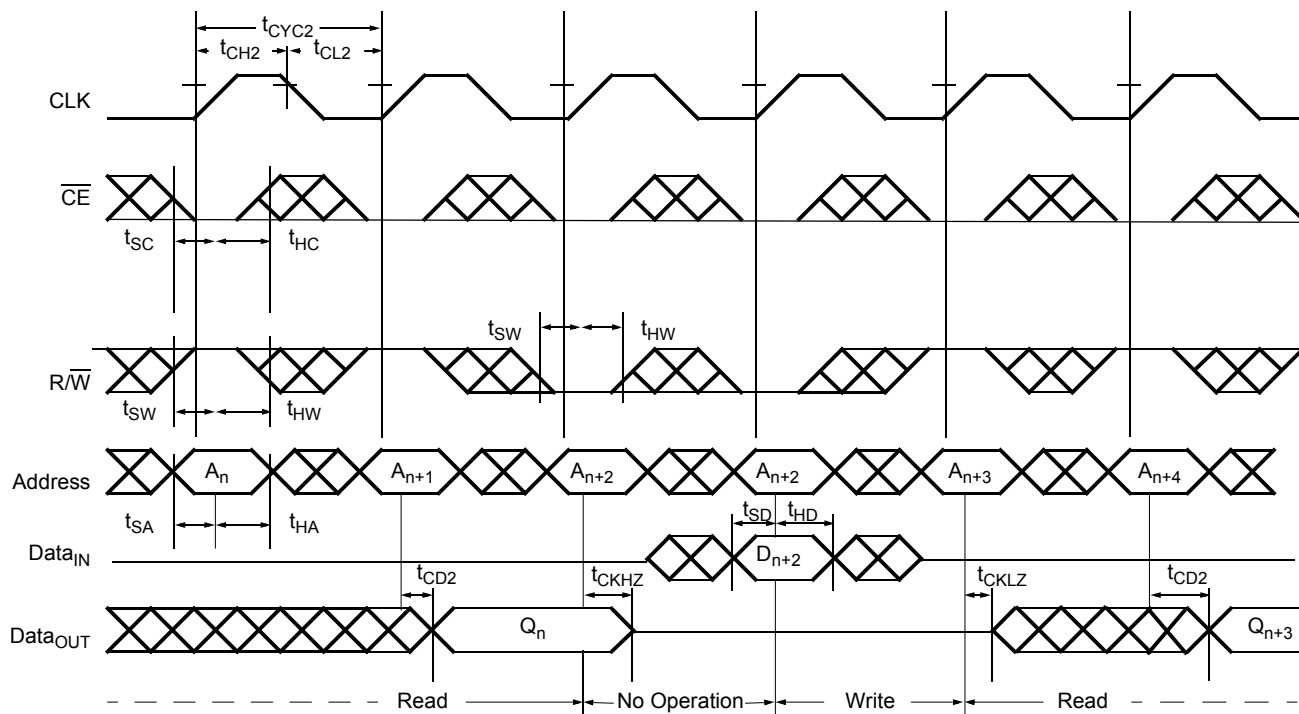 tCYC2
tCH2 tCL2
CLK
CE
tSC tHC
tSW tHW
R/W
tSW tHW
Address An An+1 An+2 An+2 An+3 An+4
tSA tHA tSD tHD
DataIN Dn+2
tCD2 tCKHZ tCKLZ tCD2
DataOUT Qn Qn+3
Read No Operation Write Read